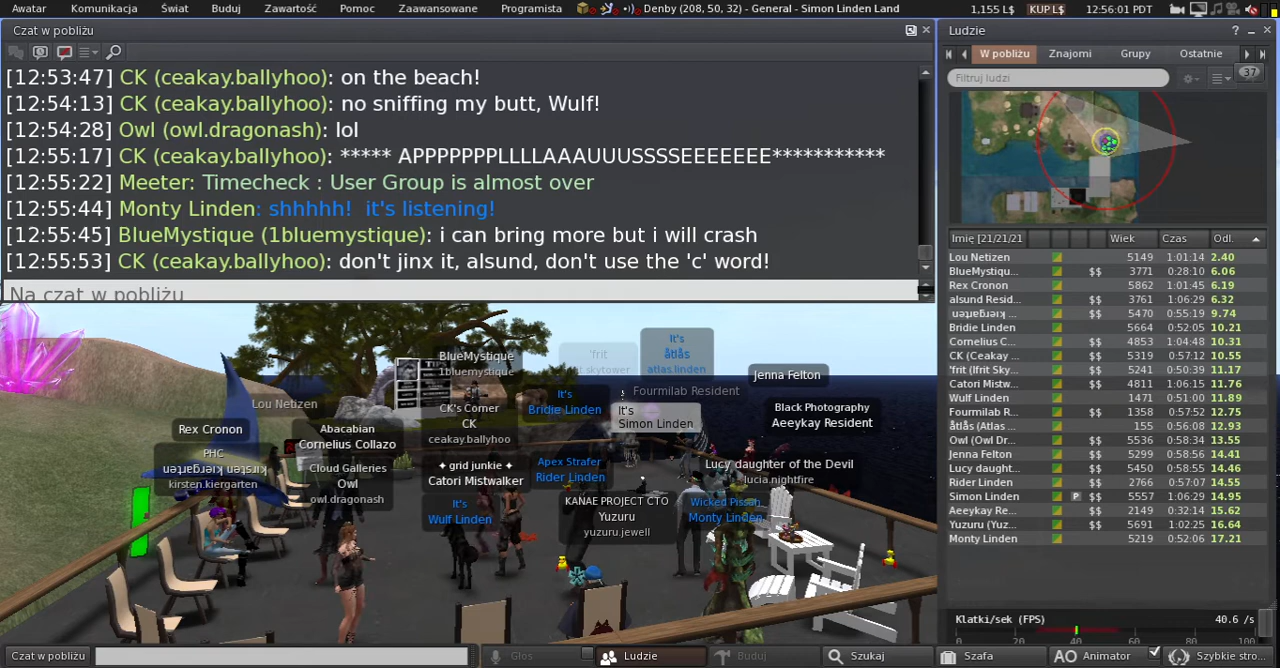 Awatar Komunikacja Świat Buduj Zawartość Pomoc Zaawansowane Programista Denby (208, 50, 32) - General - Simon Linden Land 1,155 L$ KUP L$ 12:56:01 PDT
Czat w pobliżu
[12:53:47] CK (ceakay.ballyhoo): on the beach!
[12:54:13] CK (ceakay.ballyhoo): no sniffing my butt, Wulf!
[12:54:28] Owl (owl.dragonash): lol
[12:55:17] CK (ceakay.ballyhoo): ***** APPPPPPPLLLLAAAUUUSSSSEEEEEEE***********
[12:55:22] Meeter: Timecheck : User Group is almost over
[12:55:44] Monty Linden: shhhhh! it's listening!
[12:55:45] BlueMystique (1bluemystique): i can bring more but i will crash
[12:55:53] CK (ceakay.ballyhoo): don't jinx it, alsund, don't use the 'c' word!
Na czat w pobliżu
Ludzie
W pobliżu Znajomi Grupy Ostatnie
Filtruj ludzi
37
Imię [21/21/21 Wiek Czas Odl.
Lou Netizen 5149 1:01:14 2.40
BlueMystiqu... $$ 3771 0:28:10 6.06
Rex Cronon 5862 1:01:45 6.19
alsund Resid... $$ 3761 1:06:29 6.32
uǝʇɹɐƃɹǝıʞ $$ 5470 0:55:19 9.74
Bridie Linden 5664 0:52:05 10.21
Cornelius C... $$ 4853 1:04:48 10.31
CK (Ceakay ... $$ 5319 0:57:12 10.55
'frit (Ifrit Sky... 5241 0:50:39 11.17
Catori Mistw... $$ 4811 1:06:15 11.76
Wulf Linden 1471 0:51:00 11.89
Fourmilab R... $$ 1358 0:57:52 12.75
åtlås (Atlas ... 155 0:56:08 12.93
Owl (Owl Dr... $$ 5536 0:58:34 13.55
Jenna Felton 5299 0:58:56 14.41
Lucy daught... $$ 5450 0:58:55 14.46
Rider Linden $$ 2766 0:57:07 14.55
Simon Linden P $$ 5557 1:06:29 14.95
Aeeykay Re... $$ 2149 0:32:14 15.62
Yuzuru (Yuz... $$ 5691 1:02:25 16.64
Monty Linden 5219 0:52:06 17.21
TIPS
BlueMystique
1bluemystique
'frit
It's
åtlås
atlas.linden
Jenna Felton
Fourmilab Resident
Lou Netizen
It's
Bridie Linden
CK's Corner
CK
ceakay.ballyhoo
It's
Simon Linden
Black Photography
Aeeykay Resident
Rex Cronon
Abacabian
Cornelius Collazo
PHC
uǝʇɹɐƃɹǝıʞ uǝʇsɹıʞ
kirsten.kiergarten
Cloud Galleries
Owl
owl.dragonash
✦ grid junkie ✦
Catori Mistwalker
Apex Strafer
Rider Linden
Lucy daughter of the Devil
lucia.nightfire
It's
Wulf Linden
KANAE PROJECT CTO
Yuzuru
yuzuru.jewell
Wicked Pissah
Monty Linden
Klatki/sek (FPS) 40.6 /s
0 20 40 60 80 100
Czat w pobliżu Głos Ludzie Buduj Szukaj Szafa AO Animator Szybkie stro...